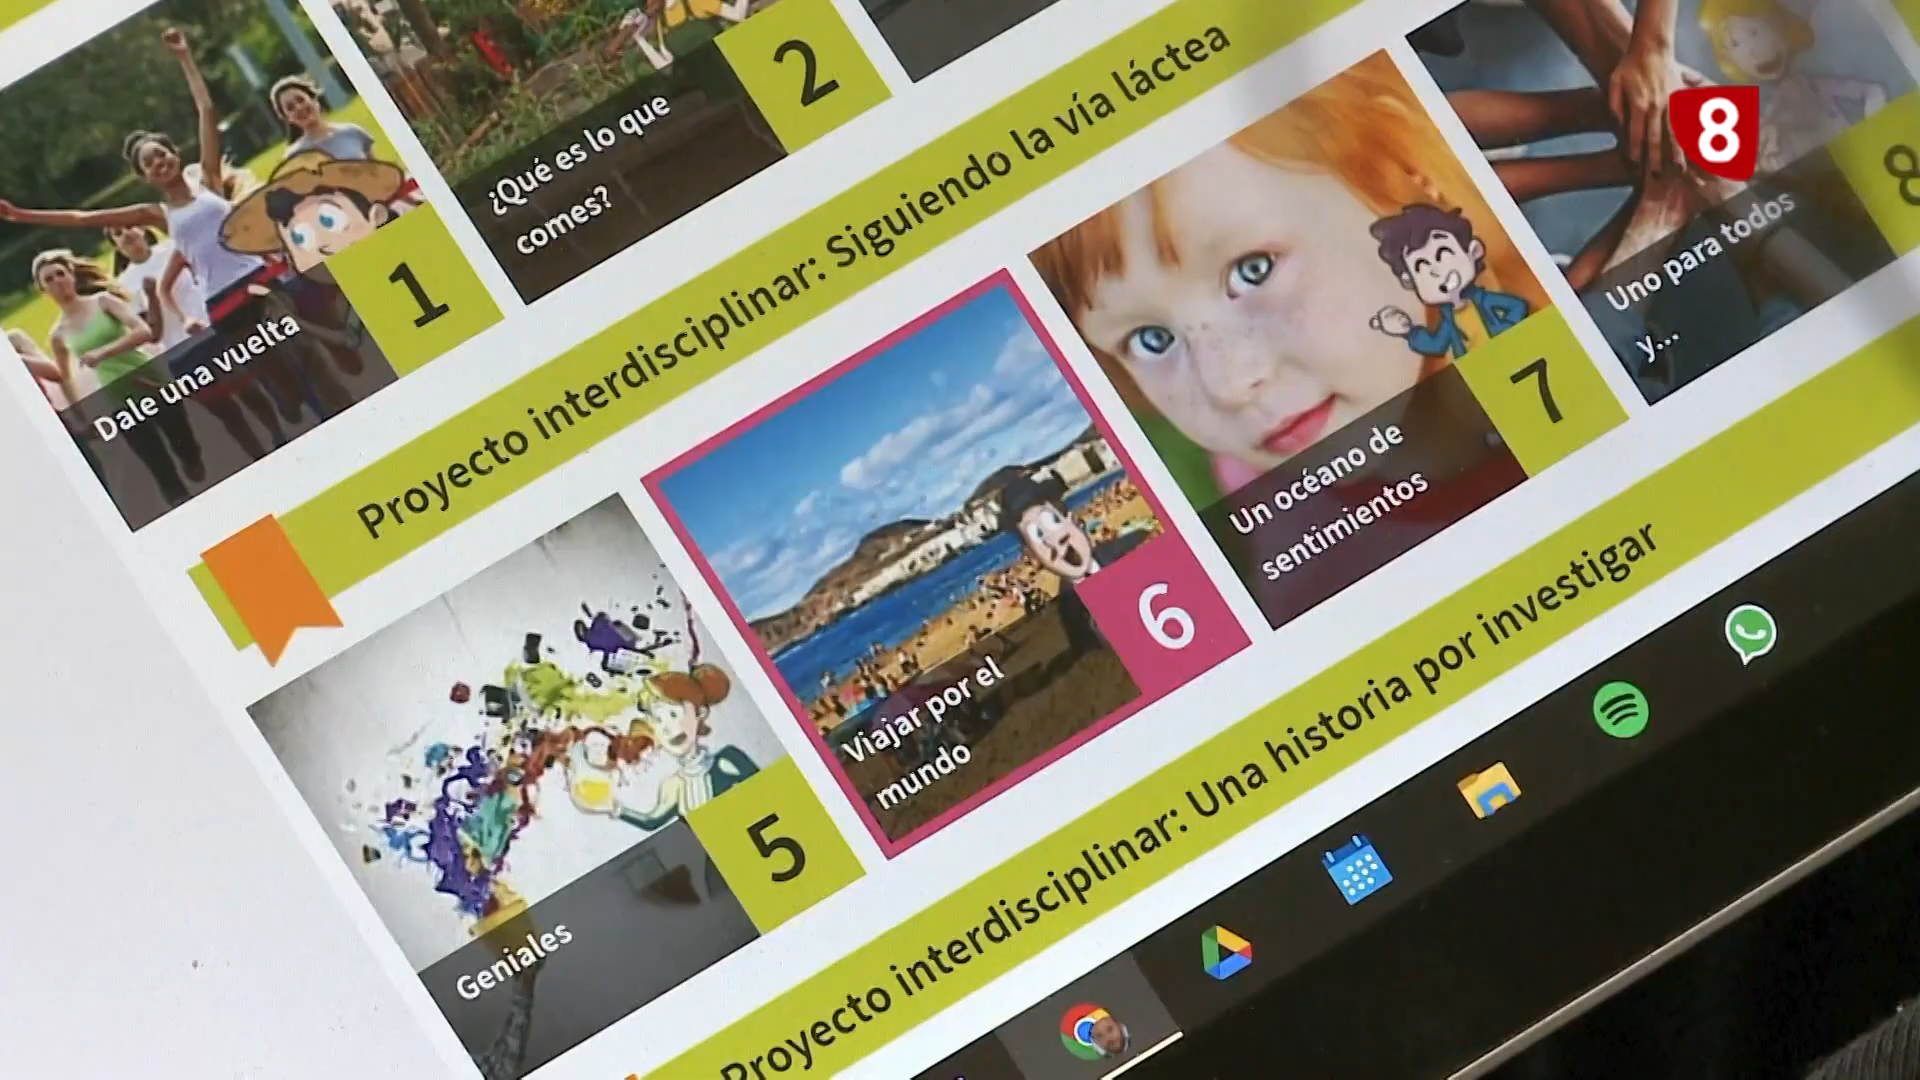 Dale una vuelta
1
¿Qué es lo que
comes?
2
Proyecto interdisciplinar: Siguiendo la vía láctea
Geniales
5
Viajar por el
mundo
6
Un océano de
sentimientos
7
Uno para todos
y...
8
Proyecto interdisciplinar: Una historia por investigar
8